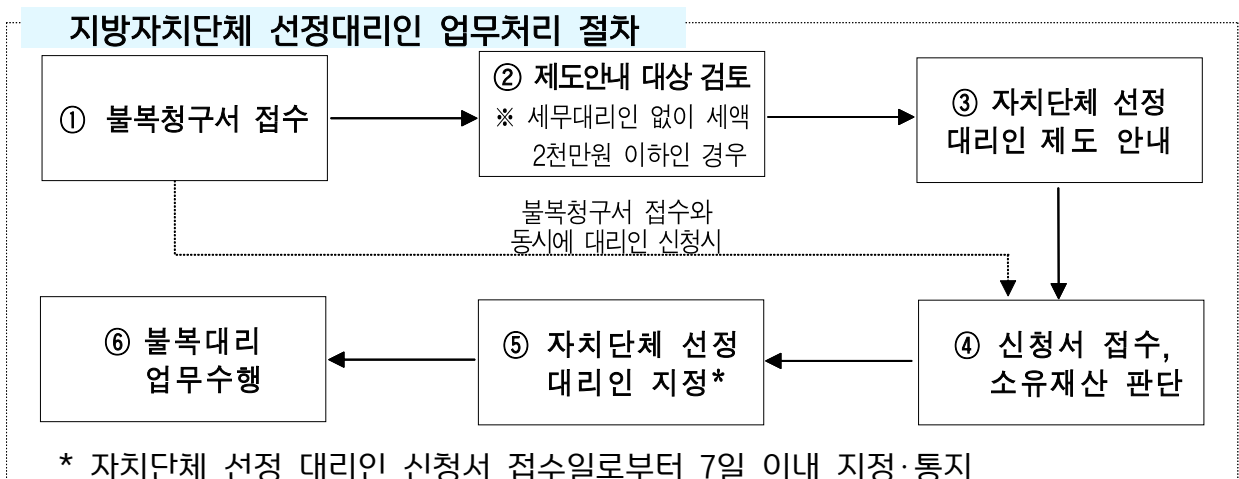 지방자치단체 선정대리인 업무처리 절차
① 불복청구서 접수
② 제도안내 대상 검토
※ 세무대리인 없이 세액
2천만원 이하인 경우
③ 자치단체 선정
대리인 제도 안내
불복청구서 접수와
동시에 대리인 신청시
④ 신청서 접수,
소유재산 판단
⑤ 자치단체 선정
대리인 지정*
⑥ 불복대리
업무수행
* 자치단체 선정 대리인 신청서 접수일로부터 7일 이내 지정·통지